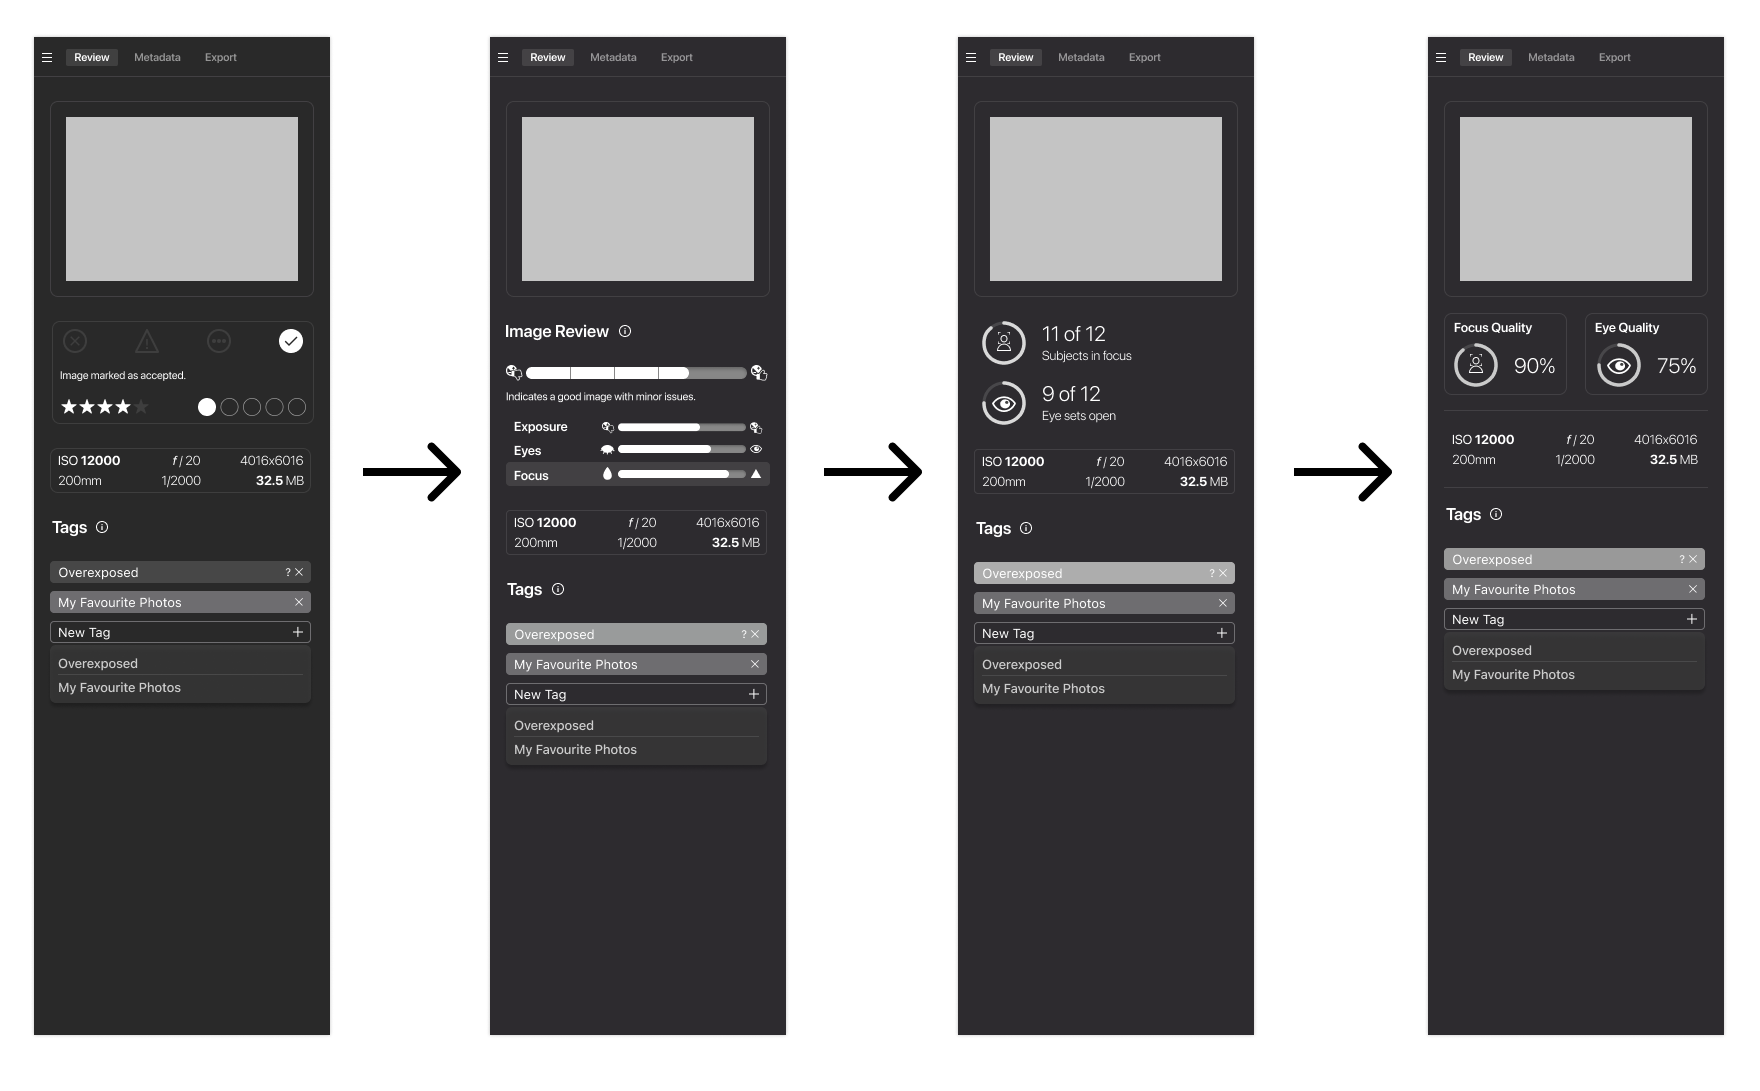 Review Metadata Export
Image marked as accepted.
ISO 12000 f / 20 4016x6016
200mm 1/2000 32.5 MB
Tags
Overexposed ?
My Favourite Photos
New Tag
Overexposed
My Favourite Photos
Review Metadata Export
Image Review
Indicates a good image with minor issues.
Exposure
Eyes
Focus
ISO 12000 f / 20 4016x6016
200mm 1/2000 32.5 MB
Tags
Overexposed ?
My Favourite Photos
New Tag
Overexposed
My Favourite Photos
Review Metadata Export
11 of 12
Subjects in focus
9 of 12
Eye sets open
ISO 12000 f / 20 4016x6016
200mm 1/2000 32.5 MB
Tags
Overexposed ?
My Favourite Photos
New Tag
Overexposed
My Favourite Photos
Review Metadata Export
Focus Quality
90%
Eye Quality
75%
ISO 12000 f / 20 4016x6016
200mm 1/2000 32.5 MB
Tags
Overexposed ?
My Favourite Photos
New Tag
Overexposed
My Favourite Photos